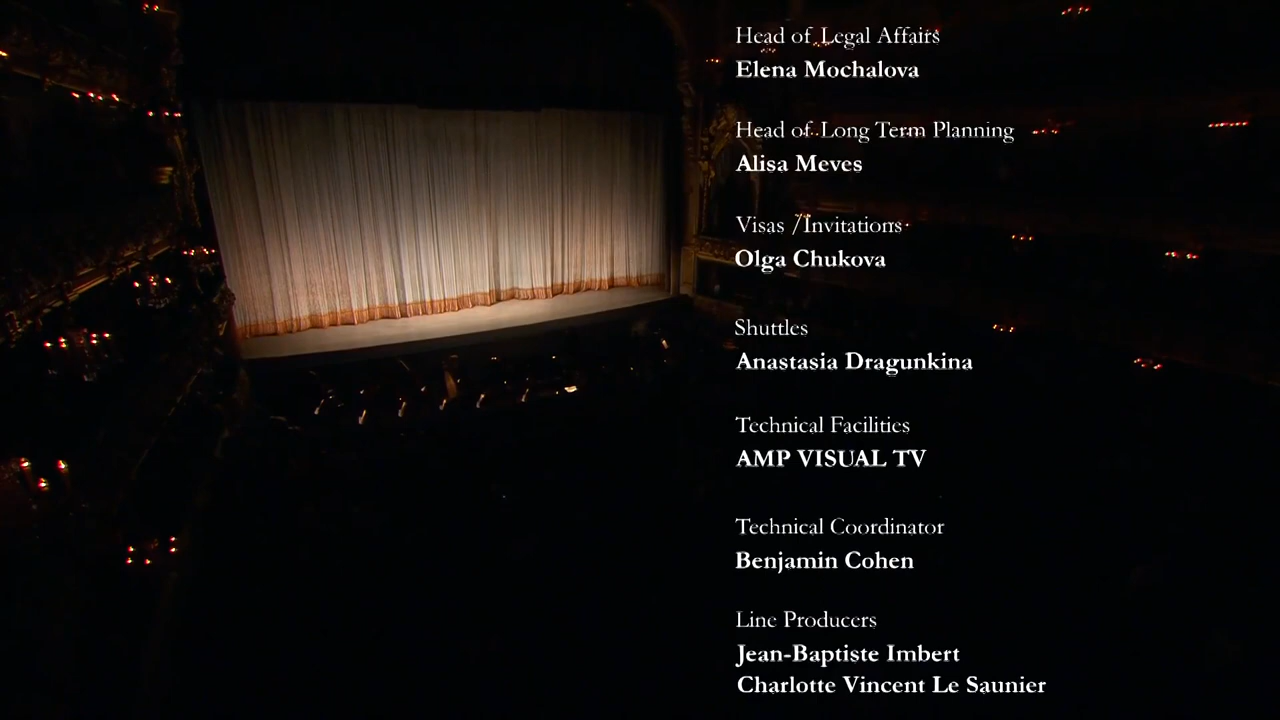 Head of Legal Affairs
Elena Mochalova
Head of Long Term Planning
Alisa Meves
Visas /Invitations
Olga Chukova
Shuttles
Anastasia Dragunkina
Technical Facilities
AMP VISUAL TV
Technical Coordinator
Benjamin Cohen
Line Producers
Jean-Baptiste Imbert
Charlotte Vincent Le Saunier